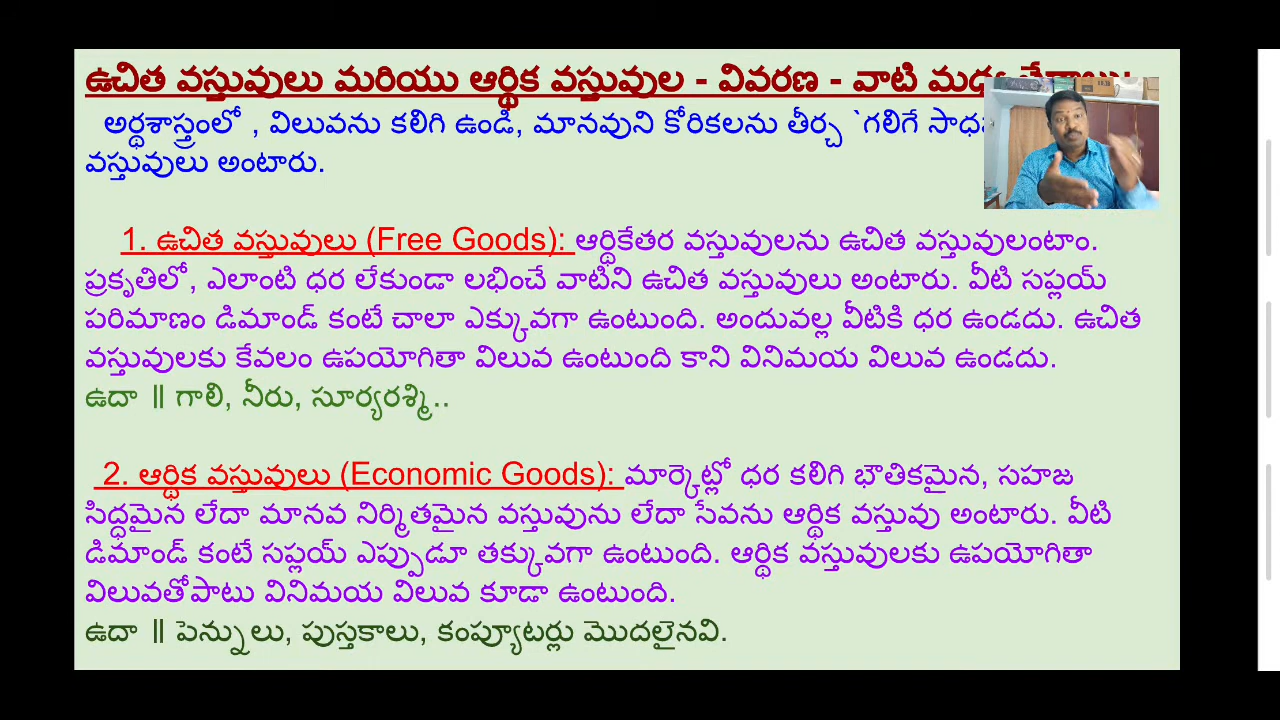 ఉచిత వస్తువులు మరియు ఆర్థిక వస్తువుల - వివరణ - వాటి
అర్థశాస్త్రంలో , విలువను కలిగి ఉండి, మానవుని కోరికలను తీర్చ `గలిగే
వస్తువులు అంటారు.
1. ఉచిత వస్తువులు (Free Goods): ఆర్థికేతర వస్తువులను ఉచిత వస్తువులంటాం.
ప్రకృతిలో, ఎలాంటి ధర లేకుండా లభించే వాటిని ఉచిత వస్తువులు అంటారు. వీటి సప్లయ్
పరిమాణం డిమాండ్ కంటే చాలా ఎక్కువగా ఉంటుంది. అందువల్ల వీటికి ధర ఉండదు. ఉచిత
వస్తువులకు కేవలం ఉపయోగితా విలువ ఉంటుంది కాని వినిమయ విలువ ఉండదు.
ఉదా || గాలి, నీరు, సూర్యరశ్మి..
2. ఆర్థిక వస్తువులు (Economic Goods): మార్కెట్లో ధర కలిగి భౌతికమైన, సహజ
సిద్ధమైన లేదా మానవ నిర్మితమైన వస్తువును లేదా సేవను ఆర్థిక వస్తువు అంటారు. వీటి
డిమాండ్ కంటే సప్లయ్ ఎప్పుడూ తక్కువగా ఉంటుంది. ఆర్థిక వస్తువులకు ఉపయోగితా
విలువతోపాటు వినిమయ విలువ కూడా ఉంటుంది.
ఉదా || పెన్నులు, పుస్తకాలు, కంప్యూటర్లు మొదలైనవి.